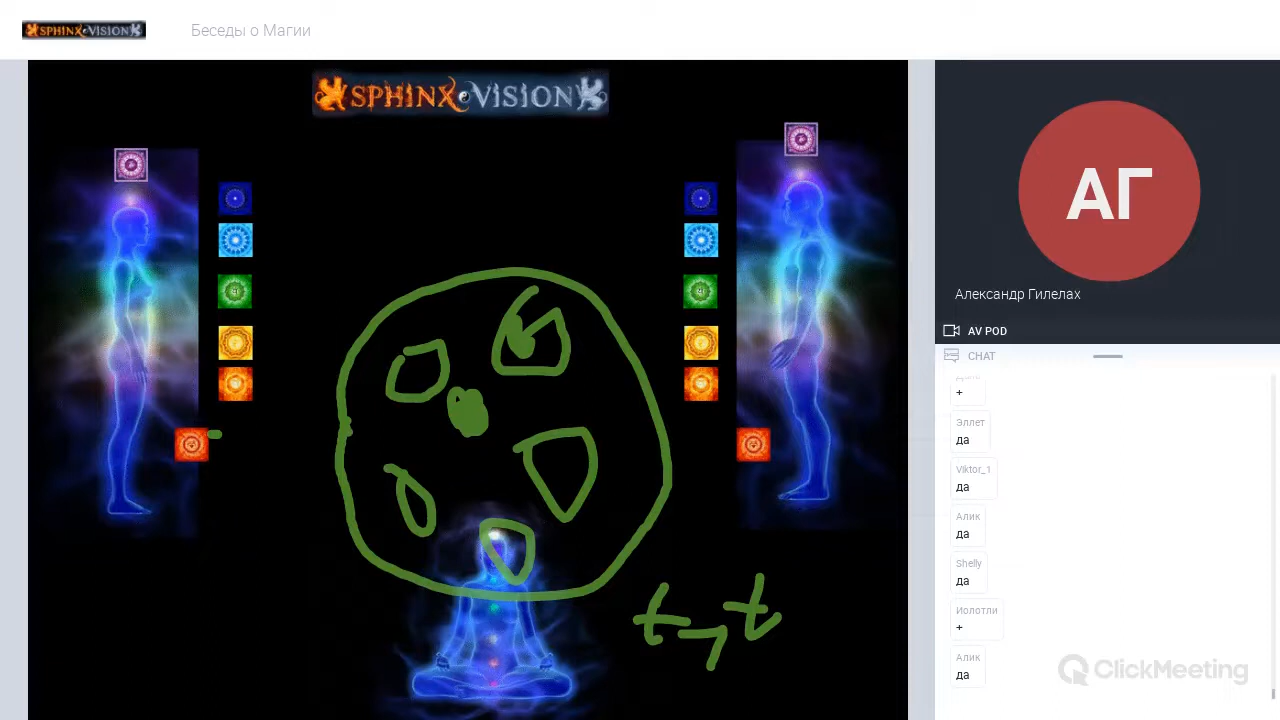 SPHINX VISION
Беседы о Магии
SPHINX VISION
t, t
АГ
Александр Гилелах
AV POD
CHAT
+
Эллет
да
Viktor_1
да
Алик
да
Shelly
да
Иолотли
+
Алик
да
ClickMeeting